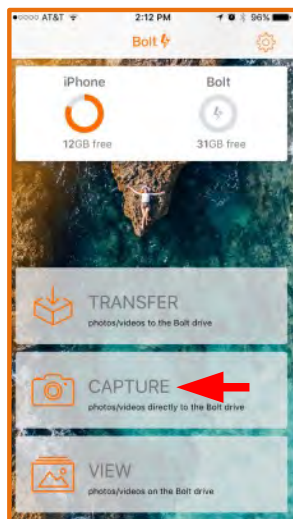 AT&T 2:12 PM 96%
Bolt
iPhone Bolt
12GB free 31GB free
TRANSFER
photos/videos to the Bolt drive
CAPTURE
photos/videos directly to the Bolt drive
VIEW
photos/videos on the Bolt drive